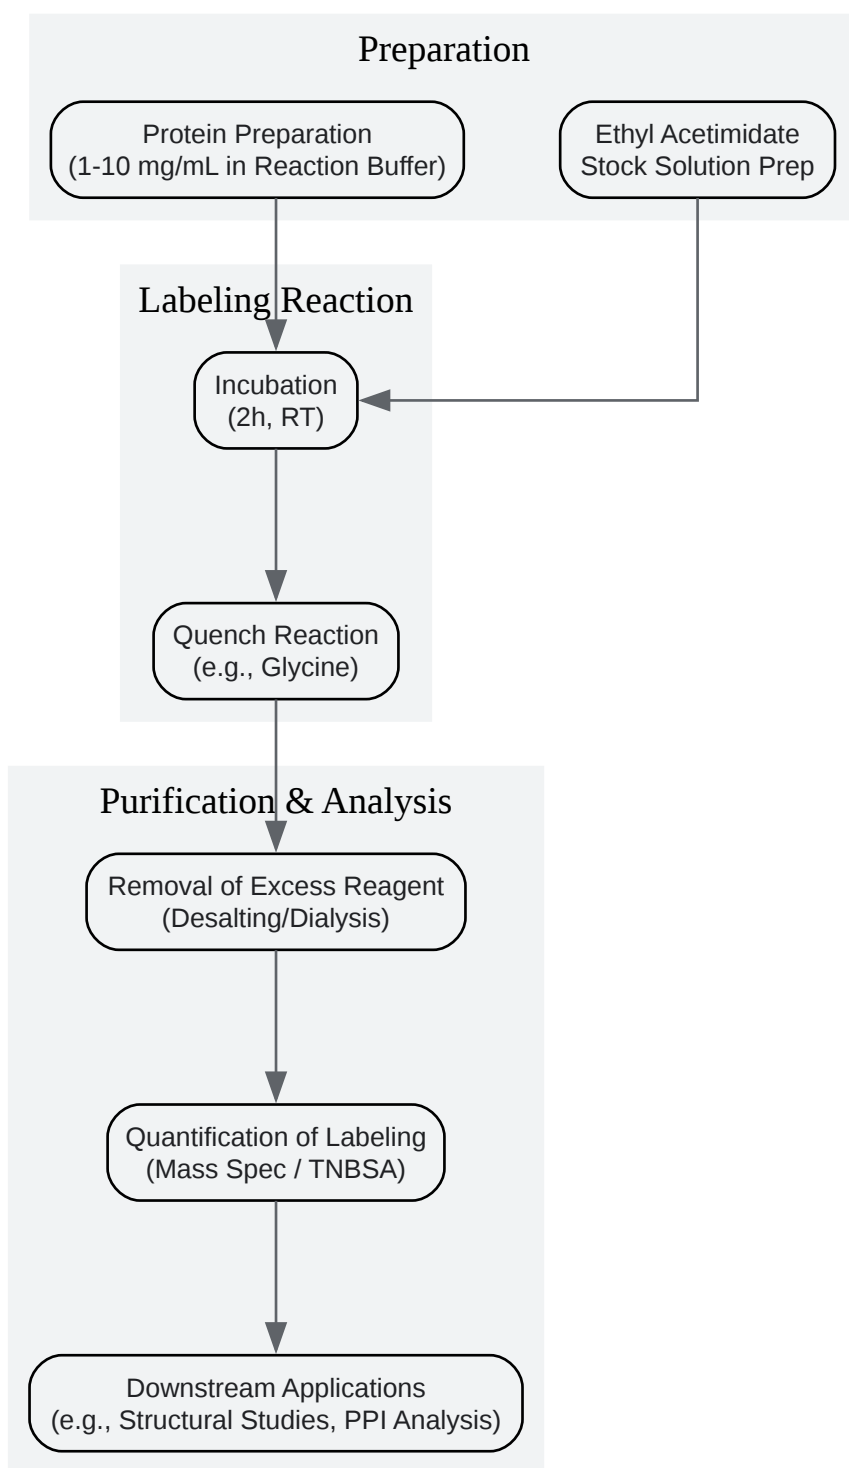 Preparation
Protein Preparation
(1-10 mg/mL in Reaction Buffer)
Ethyl Acetimidate
Stock Solution Prep
Labeling Reaction
Incubation
(2h, RT)
Quench Reaction
(e.g., Glycine)
Purification & Analysis
Removal of Excess Reagent
(Desalting/Dialysis)
Quantification of Labeling
(Mass Spec / TNBSA)
Downstream Applications
(e.g., Structural Studies, PPI Analysis)